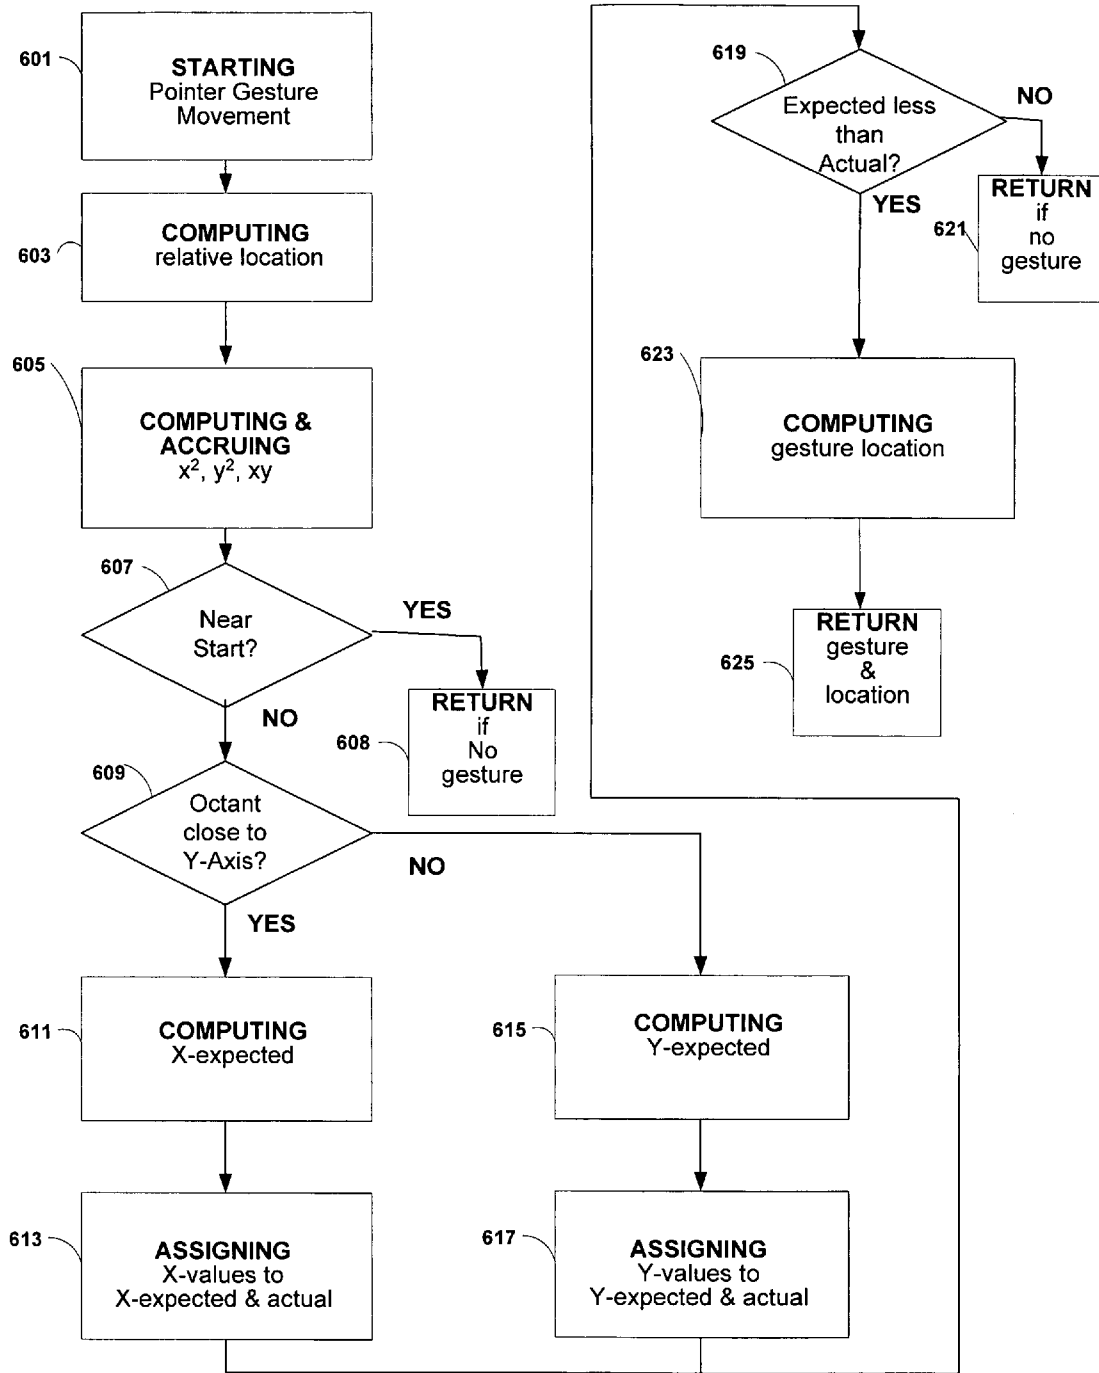 601
STARTING
Pointer Gesture
Movement
603
COMPUTING
relative location
605
COMPUTING &
ACCRUING
x², y², xy
607
Near
Start?
YES
NO
608
RETURN
if
No
gesture
609
Octant
close to
Y-Axis?
NO
YES
611
COMPUTING
X-expected
615
COMPUTING
Y-expected
613
ASSIGNING
X-values to
X-expected & actual
617
ASSIGNING
Y-values to
Y-expected & actual
619
Expected less
than
Actual?
NO
YES
621
RETURN
if
no
gesture
623
COMPUTING
gesture location
625
RETURN
gesture
&
location